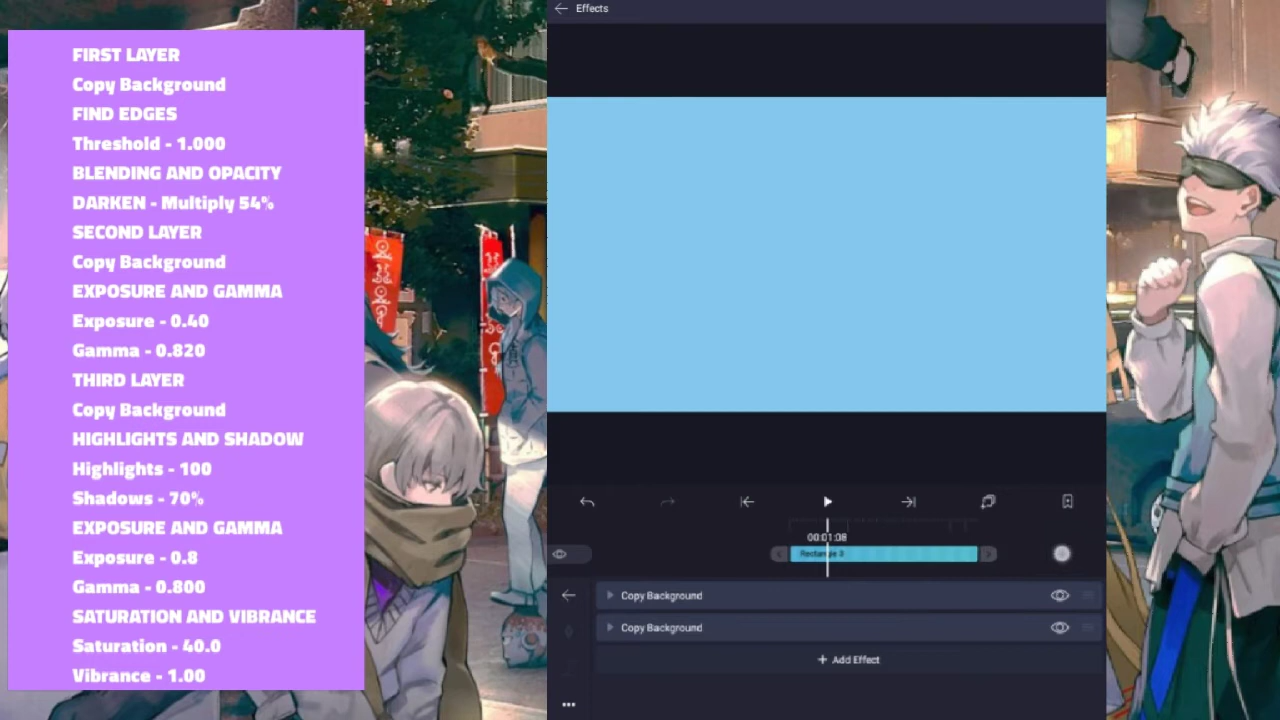 FIRST LAYER
Copy Background
FIND EDGES
Threshold - 1.000
BLENDING AND OPACITY
DARKEN - Multiply 54%
SECOND LAYER
Copy Background
EXPOSURE AND GAMMA
Exposure - 0.40
Gamma - 0.820
THIRD LAYER
Copy Background
HIGHLIGHTS AND SHADOW
Highlights - 100
Shadows - 70%
EXPOSURE AND GAMMA
Exposure - 0.8
Gamma - 0.800
SATURATION AND VIBRANCE
Saturation - 40.0
Vibrance - 1.00
Effects
00:01:08
Rectangle 3
Copy Background
Copy Background
+ Add Effect